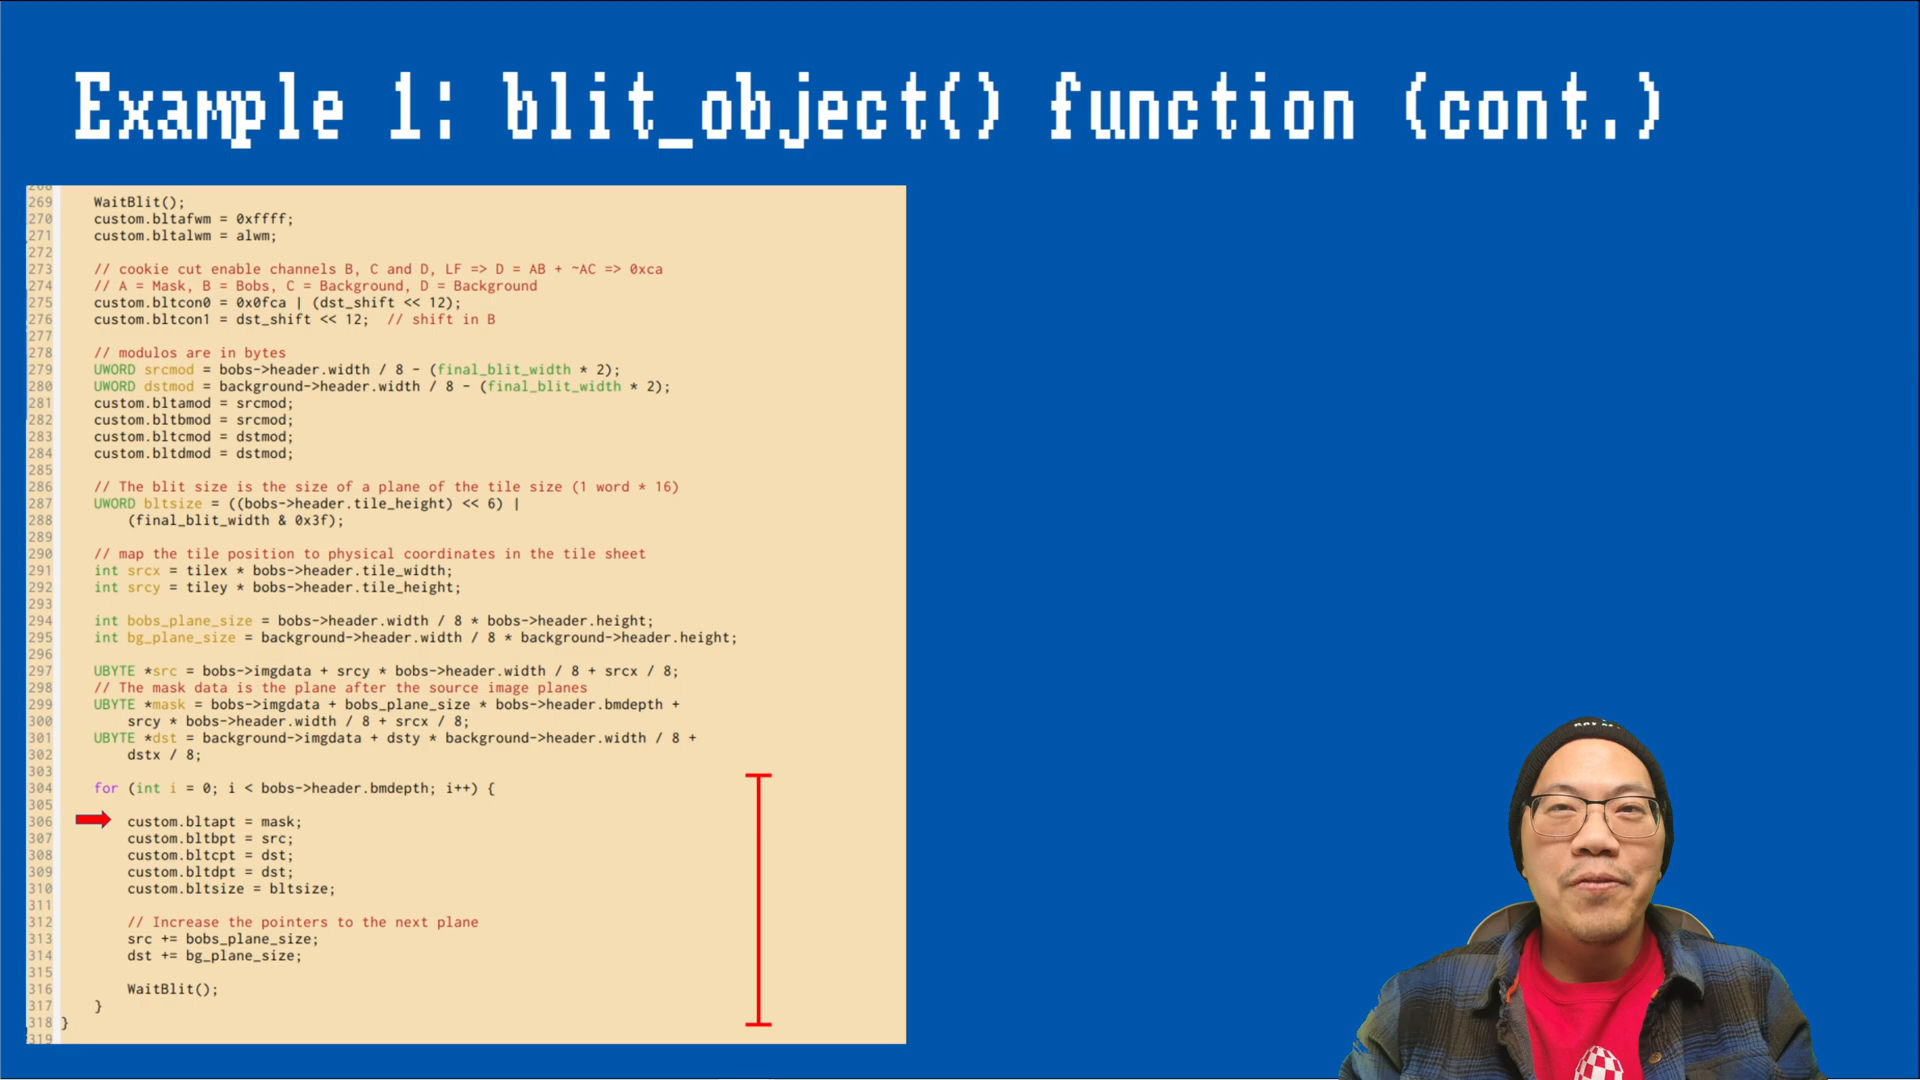 Example 1: blit_object() function (cont.)
268
269 WaitBlit();
270 custom.bltafwm = 0xffff;
271 custom.bltalwm = alwm;
272
273 // cookie cut enable channels B, C and D, LF => D = AB + ~AC => 0xca
274 // A = Mask, B = Bobs, C = Background, D = Background
275 custom.bltcon0 = 0x0fca | (dst_shift << 12);
276 custom.bltcon1 = dst_shift << 12;  // shift in B
277
278 // modulos are in bytes
279 UWORD srcmod = bobs->header.width / 8 - (final_blit_width * 2);
280 UWORD dstmod = background->header.width / 8 - (final_blit_width * 2);
281 custom.bltamod = srcmod;
282 custom.bltbmod = srcmod;
283 custom.bltcmod = dstmod;
284 custom.bltdmod = dstmod;
285
286 // The blit size is the size of a plane of the tile size (1 word * 16)
287 UWORD bltsize = ((bobs->header.tile_height) << 6) |
288 (final_blit_width & 0x3f);
289
290 // map the tile position to physical coordinates in the tile sheet
291 int srcx = tilex * bobs->header.tile_width;
292 int srcy = tiley * bobs->header.tile_height;
293
294 int bobs_plane_size = bobs->header.width / 8 * bobs->header.height;
295 int bg_plane_size = background->header.width / 8 * background->header.height;
296
297 UBYTE *src = bobs->imgdata + srcy * bobs->header.width / 8 + srcx / 8;
298 // The mask data is the plane after the source image planes
299 UBYTE *mask = bobs->imgdata + bobs_plane_size * bobs->header.bmdepth +
300 srcy * bobs->header.width / 8 + srcx / 8;
301 UBYTE *dst = background->imgdata + dsty * background->header.width / 8 +
302 dstx / 8;
303
304 for (int i = 0; i < bobs->header.bmdepth; i++) {
305
306 custom.bltapt = mask;
307 custom.bltbpt = src;
308 custom.bltcpt = dst;
309 custom.bltdpt = dst;
310 custom.bltsize = bltsize;
311
312 // Increase the pointers to the next plane
313 src += bobs_plane_size;
314 dst += bg_plane_size;
315
316 WaitBlit();
317 }
318 }
319